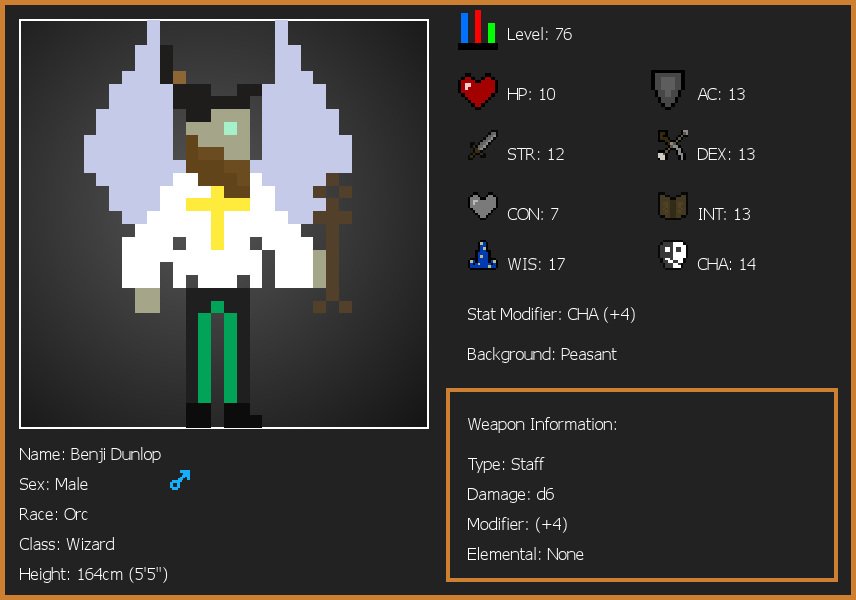 Level: 76
HP: 10
AC: 13
STR: 12
DEX: 13
CON: 7
INT: 13
WIS: 17
CHA: 14
Stat Modifier: CHA (+4)
Background: Peasant
Weapon Information:
Type: Staff
Damage: d6
Modifier: (+4)
Elemental: None
Name: Benji Dunlop
Sex: Male
Race: Orc
Class: Wizard
Height: 164cm (5'5")